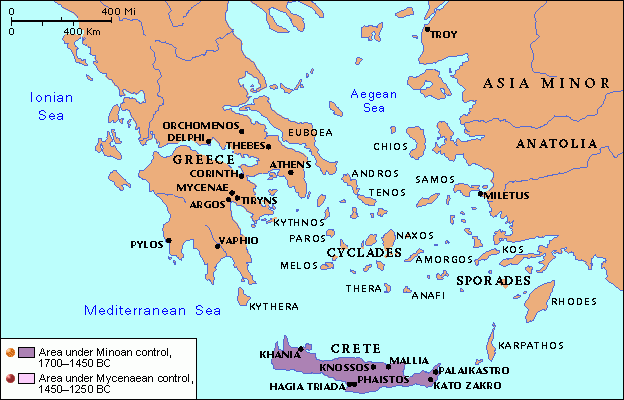 0 400 Mi
0 400 Km
TROY
Ionian
Sea
Aegean
Sea
ASIA MINOR
ORCHOMENOS
DELPHI
THEBES
EUBOEA
CHIOS
ANATOLIA
GREECE
ATHENS
CORINTH
ANDROS
SAMOS
MYCENAE
TENOS
MILETUS
ARGOS
TIRYNS
KYTHNOS
PYLOS
VAPHIO
PAROS
NAXOS
KOS
CYCLADES
MELOS
AMORGOS
SPORADES
THERA
ANAFI
RHODES
Mediterranean Sea
KYTHERA
KARPATHOS
KHANIA
CRETE
KNOSSOS
MALLIA
PALAIKASTRO
HAGIA TRIADA
PHAISTOS
KATO ZAKRO
Area under Minoan control,
1700–1450 BC
Area under Mycenaean control,
1450–1250 BC